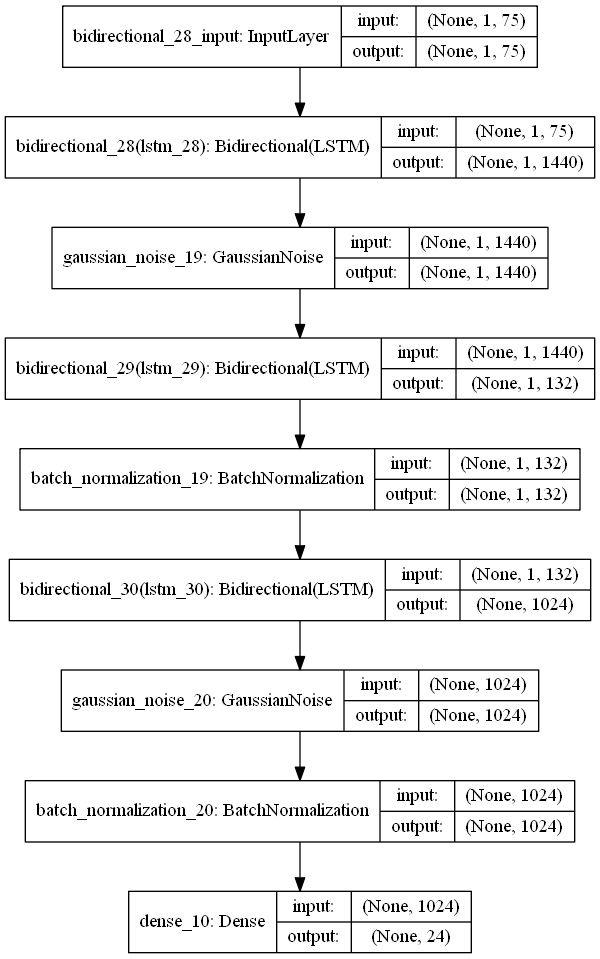 bidirectional_28_input: InputLayer
input: (None, 1, 75)
output: (None, 1, 75)
bidirectional_28(lstm_28): Bidirectional(LSTM)
input: (None, 1, 75)
output: (None, 1, 1440)
gaussian_noise_19: GaussianNoise
input: (None, 1, 1440)
output: (None, 1, 1440)
bidirectional_29(lstm_29): Bidirectional(LSTM)
input: (None, 1, 1440)
output: (None, 1, 132)
batch_normalization_19: BatchNormalization
input: (None, 1, 132)
output: (None, 1, 132)
bidirectional_30(lstm_30): Bidirectional(LSTM)
input: (None, 1, 132)
output: (None, 1024)
gaussian_noise_20: GaussianNoise
input: (None, 1024)
output: (None, 1024)
batch_normalization_20: BatchNormalization
input: (None, 1024)
output: (None, 1024)
dense_10: Dense
input: (None, 1024)
output: (None, 24)